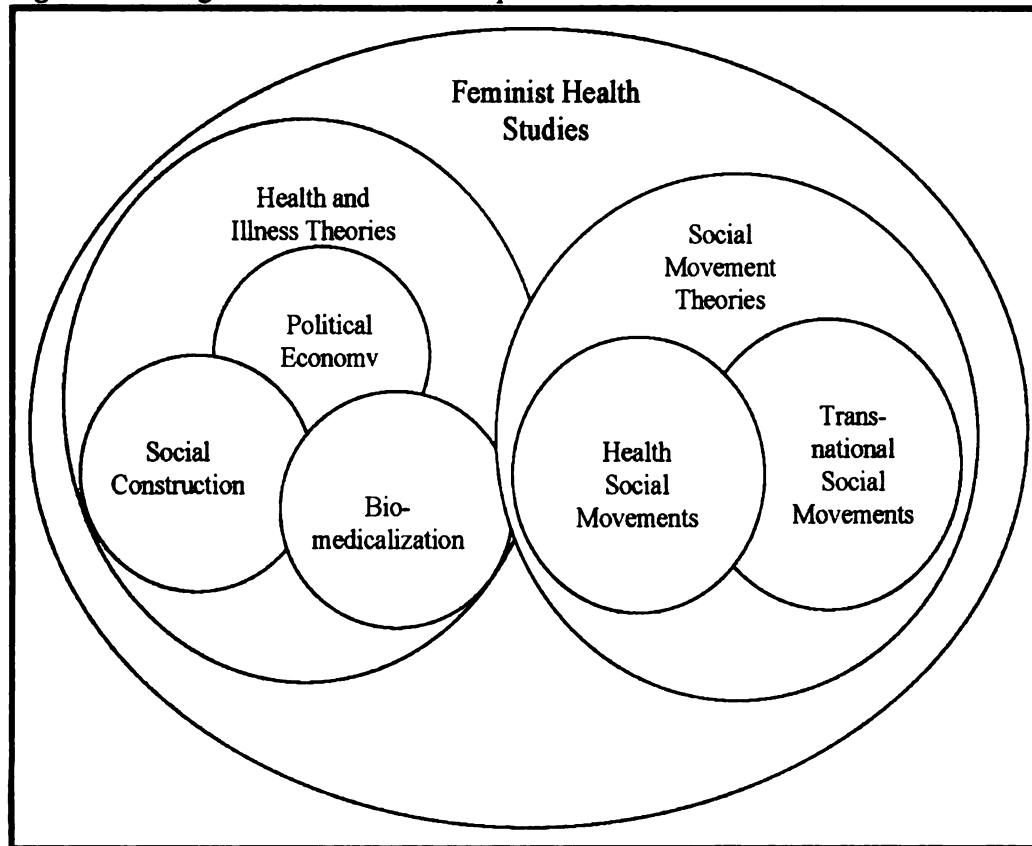 Feminist Health
Studies
Health and
Illness Theories
Political
Economy
Social
Construction
Bio-
medicalization
Social
Movement
Theories
Health
Social
Movements
Trans-
national
Social
Movements